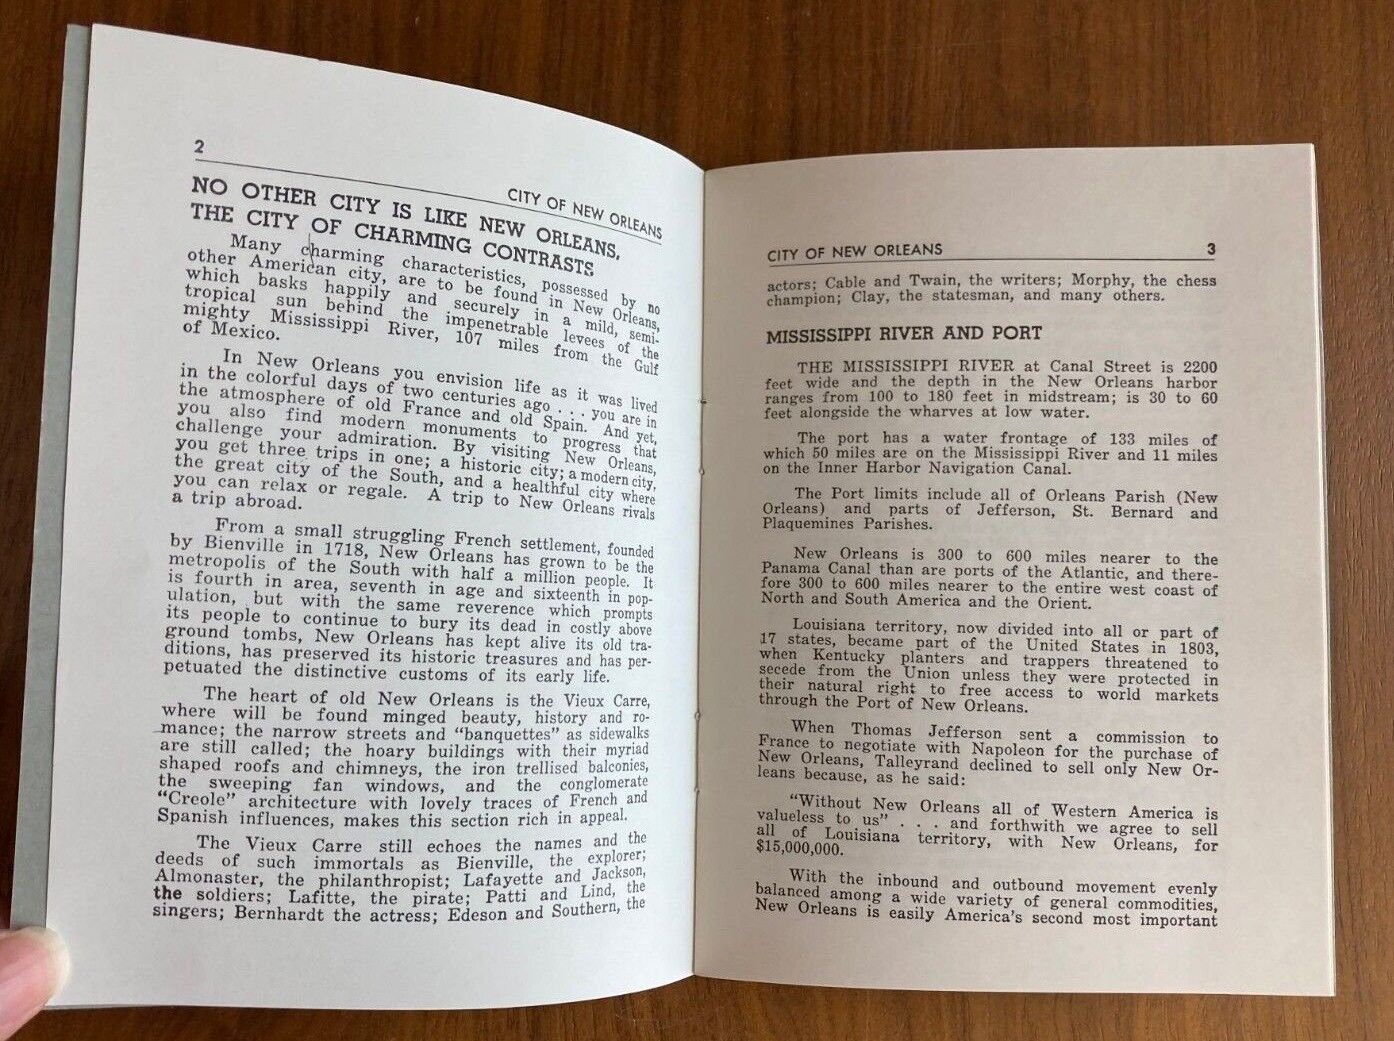 2
CITY OF NEW ORLEANS
NO OTHER CITY IS LIKE NEW ORLEANS,
THE CITY OF CHARMING CONTRASTS
Many charming characteristics, possessed by no
other American city, are to be found in New Orleans,
which basks happily and securely in a mild, semi-
tropical sun behind the impenetrable levees of the
mighty Mississippi River, 107 miles from the Gulf
of Mexico.
In New Orleans you envision life as it was lived
in the colorful days of two centuries ago . . . you are in
the atmosphere of old France and old Spain. And yet,
you also find modern monuments to progress that
challenge your admiration. By visiting New Orleans,
you get three trips in one; a historic city; a modern city,
the great city of the South, and a healthful city where
you can relax or regale. A trip to New Orleans rivals
a trip abroad.
From a small struggling French settlement, founded
by Bienville in 1718, New Orleans has grown to be the
metropolis of the South with half a million people. It
is fourth in area, seventh in age and sixteenth in pop-
ulation, but with the same reverence which prompts
its people to continue to bury its dead in costly above
ground tombs, New Orleans has kept alive its old tra-
ditions, has preserved its historic treasures and has per-
petuated the distinctive customs of its early life.
The heart of old New Orleans is the Vieux Carre,
where will be found minged beauty, history and ro-
mance; the narrow streets and "banquettes" as sidewalks
are still called; the hoary buildings with their myriad
shaped roofs and chimneys, the iron trellised balconies,
the sweeping fan windows, and the conglomerate
"Creole" architecture with lovely traces of French and
Spanish influences, makes this section rich in appeal.
The Vieux Carre still echoes the names and the
deeds of such immortals as Bienville, the explorer;
Almonaster, the philanthropist; Lafayette and Jackson,
the soldiers; Lafitte, the pirate; Patti and Lind, the
singers; Bernhardt the actress; Edeson and Southern, the
CITY OF NEW ORLEANS 3
actors; Cable and Twain, the writers; Morphy, the chess
champion; Clay, the statesman, and many others.
MISSISSIPPI RIVER AND PORT
THE MISSISSIPPI RIVER at Canal Street is 2200
feet wide and the depth in the New Orleans harbor
ranges from 100 to 180 feet in midstream; is 30 to 60
feet alongside the wharves at low water.
The port has a water frontage of 133 miles of
which 50 miles are on the Mississippi River and 11 miles
on the Inner Harbor Navigation Canal.
The Port limits include all of Orleans Parish (New
Orleans) and parts of Jefferson, St. Bernard and
Plaquemines Parishes.
New Orleans is 300 to 600 miles nearer to the
Panama Canal than are ports of the Atlantic, and there-
fore 300 to 600 miles nearer to the entire west coast of
North and South America and the Orient.
Louisiana territory, now divided into all or part of
17 states, became part of the United States in 1803,
when Kentucky planters and trappers threatened to
secede from the Union unless they were protected in
their natural right to free access to world markets
through the Port of New Orleans.
When Thomas Jefferson sent a commission to
France to negotiate with Napoleon for the purchase of
New Orleans, Talleyrand declined to sell only New Or-
leans because, as he said:
"Without New Orleans all of Western America is
valueless to us" . . . and forthwith we agree to sell
all of Louisiana territory, with New Orleans, for
$15,000,000.
With the inbound and outbound movement evenly
balanced among a wide variety of general commodities,
New Orleans is easily America's second most important